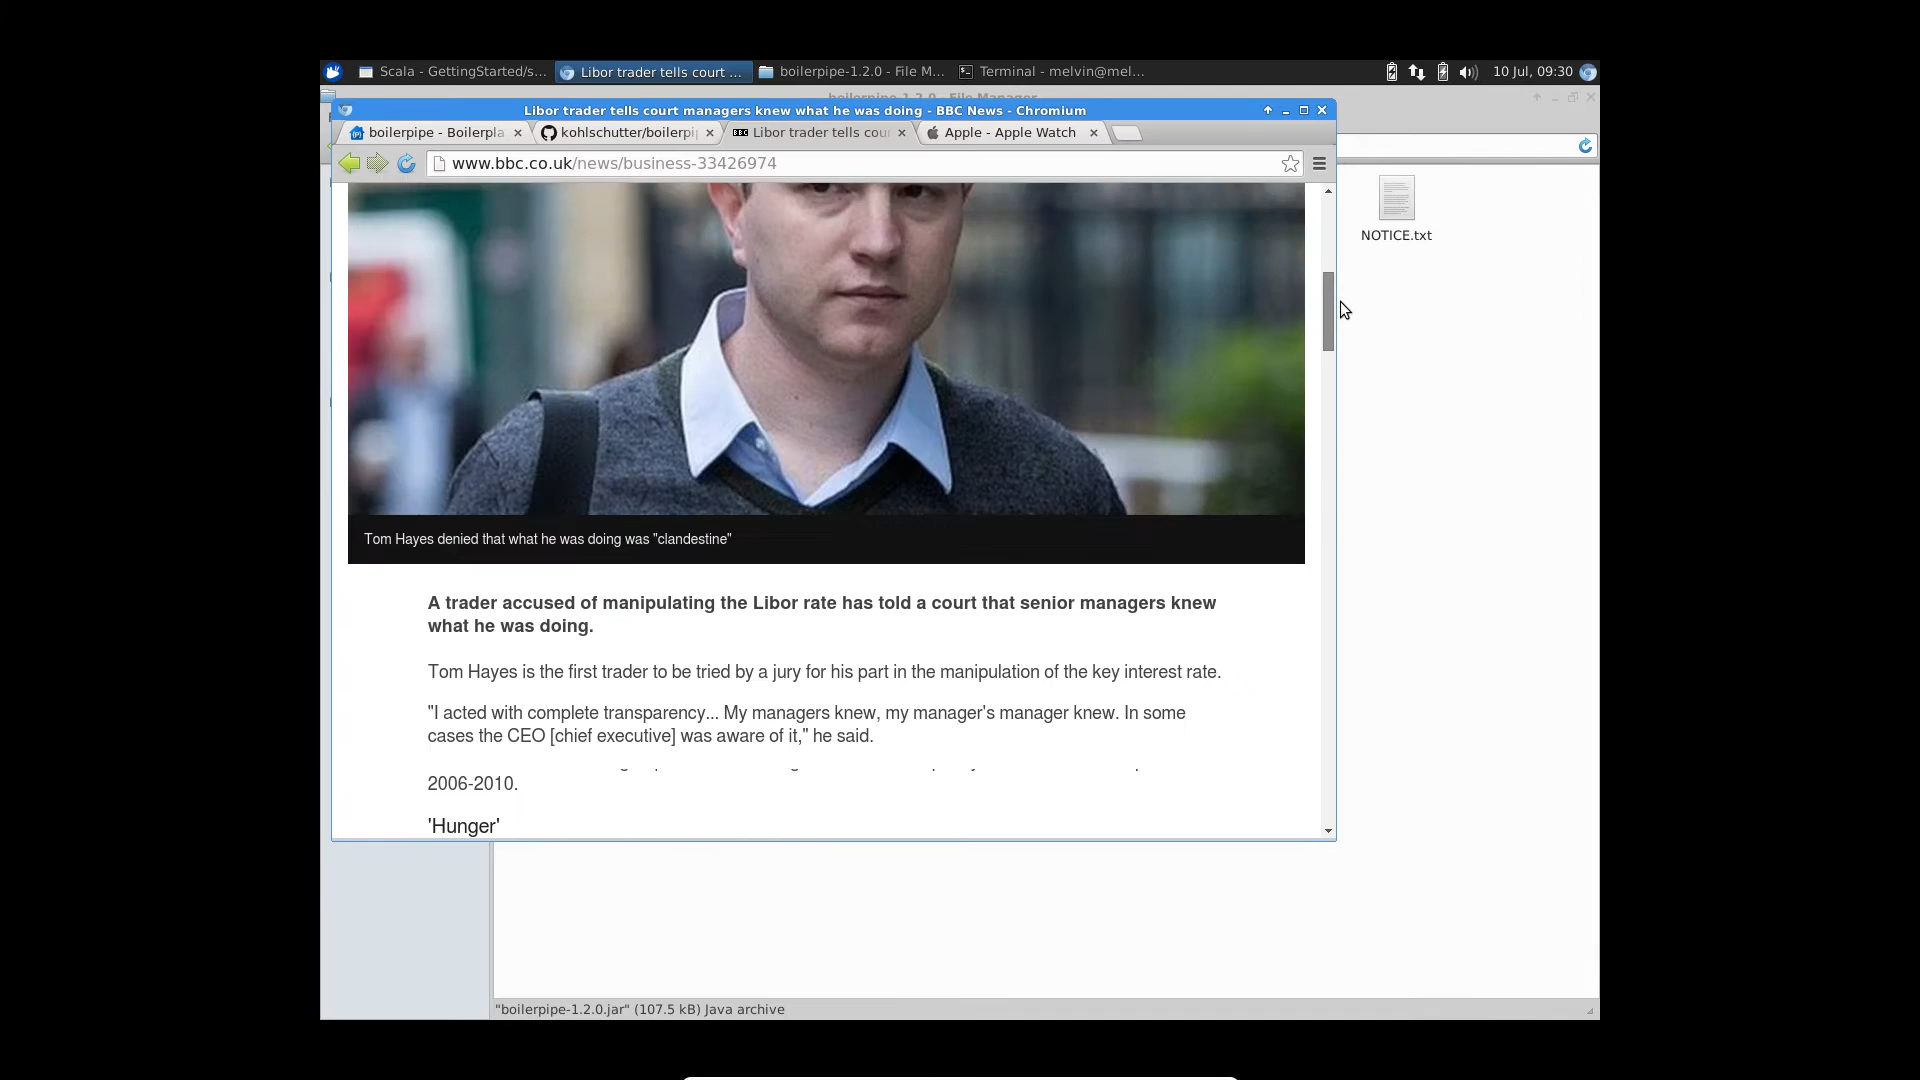 Scala - GettingStarted/s...
Libor trader tells court ...
boilerpipe-1.2.0 - File M...
Terminal - melvin@mel...
10 Jul, 09:30
boilerpipe-1.2.0 - File Manager
Libor trader tells court managers knew what he was doing - BBC News - Chromium
boilerpipe - Boilerpla
kohlschutter/boilerpi
BBC Libor trader tells cou
Apple - Apple Watch
www.bbc.co.uk/news/business-33426974
NOTICE.txt
Tom Hayes denied that what he was doing was "clandestine"
A trader accused of manipulating the Libor rate has told a court that senior managers knew
what he was doing.
Tom Hayes is the first trader to be tried by a jury for his part in the manipulation of the key interest rate.
"I acted with complete transparency... My managers knew, my manager's manager knew. In some
cases the CEO [chief executive] was aware of it," he said.
2006-2010.
'Hunger'
"boilerpipe-1.2.0.jar" (107.5 kB) Java archive